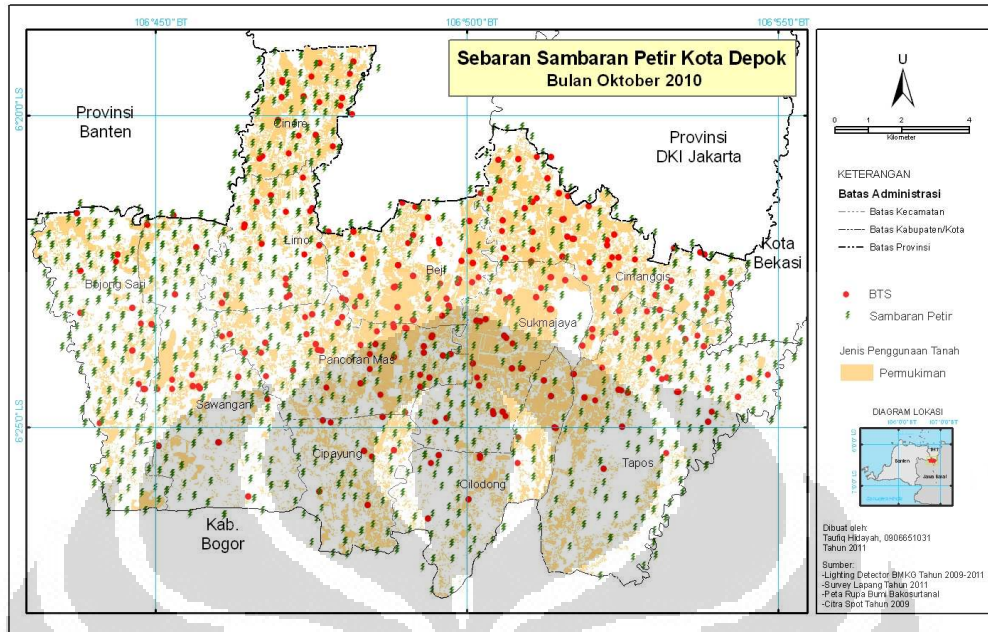 106°45'0"BT
106°50'0"BT
106°55'0"BT
Sebaran Sambaran Petir Kota Depok
Bulan Oktober 2010
6°20'0"LS
6°25'0"LS
Provinsi
Banten
Provinsi
DKI Jakarta
Kota
Bekasi
Kab.
Bogor
Cinere
Limo
Beji
Cimanggis
Bojong Sari
Sukmajaya
Pancoran Mas
Sawangan
Cipayung
Cilodong
Tapos
U
0 1 2 4
Kilometer
KETERANGAN
Batas Administrasi
Batas Kecamatan
Batas Kabupaten/Kota
Batas Provinsi
BTS
Sambaran Petir
Jenis Penggunaan Tanah
Permukiman
DIAGRAM LOKASI
Banten
Jawa Barat
Dibuat oleh:
Taufiq Hidayah, 0906651031
Tahun 2011
Sumber:
-Lighting Detector BMKG Tahun 2009-2011
-Survey Lapang Tahun 2011
-Peta Rupa Bumi Bakosurtanal
-Citra Spot Tahun 2009